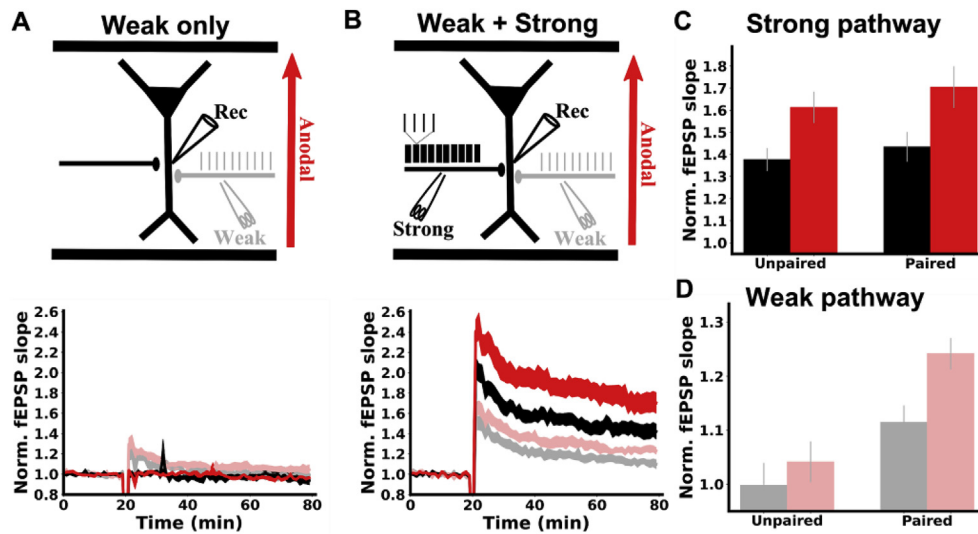 A Weak only
Rec
Weak
Anodal
Norm. fEPSP slope
2.6
2.4
2.2
2.0
1.8
1.6
1.4
1.2
1.0
0.8
0 20 40 60 80
Time (min)
B Weak + Strong
Rec
Strong
Weak
Anodal
Norm. fEPSP slope
2.6
2.4
2.2
2.0
1.8
1.6
1.4
1.2
1.0
0.8
0 20 40 60 80
Time (min)
C Strong pathway
Norm. fEPSP slope
1.8
1.7
1.6
1.5
1.4
1.3
1.2
1.1
1.0
Unpaired Paired
D Weak pathway
Norm. fEPSP slope
1.3
1.2
1.1
1.0
Unpaired Paired